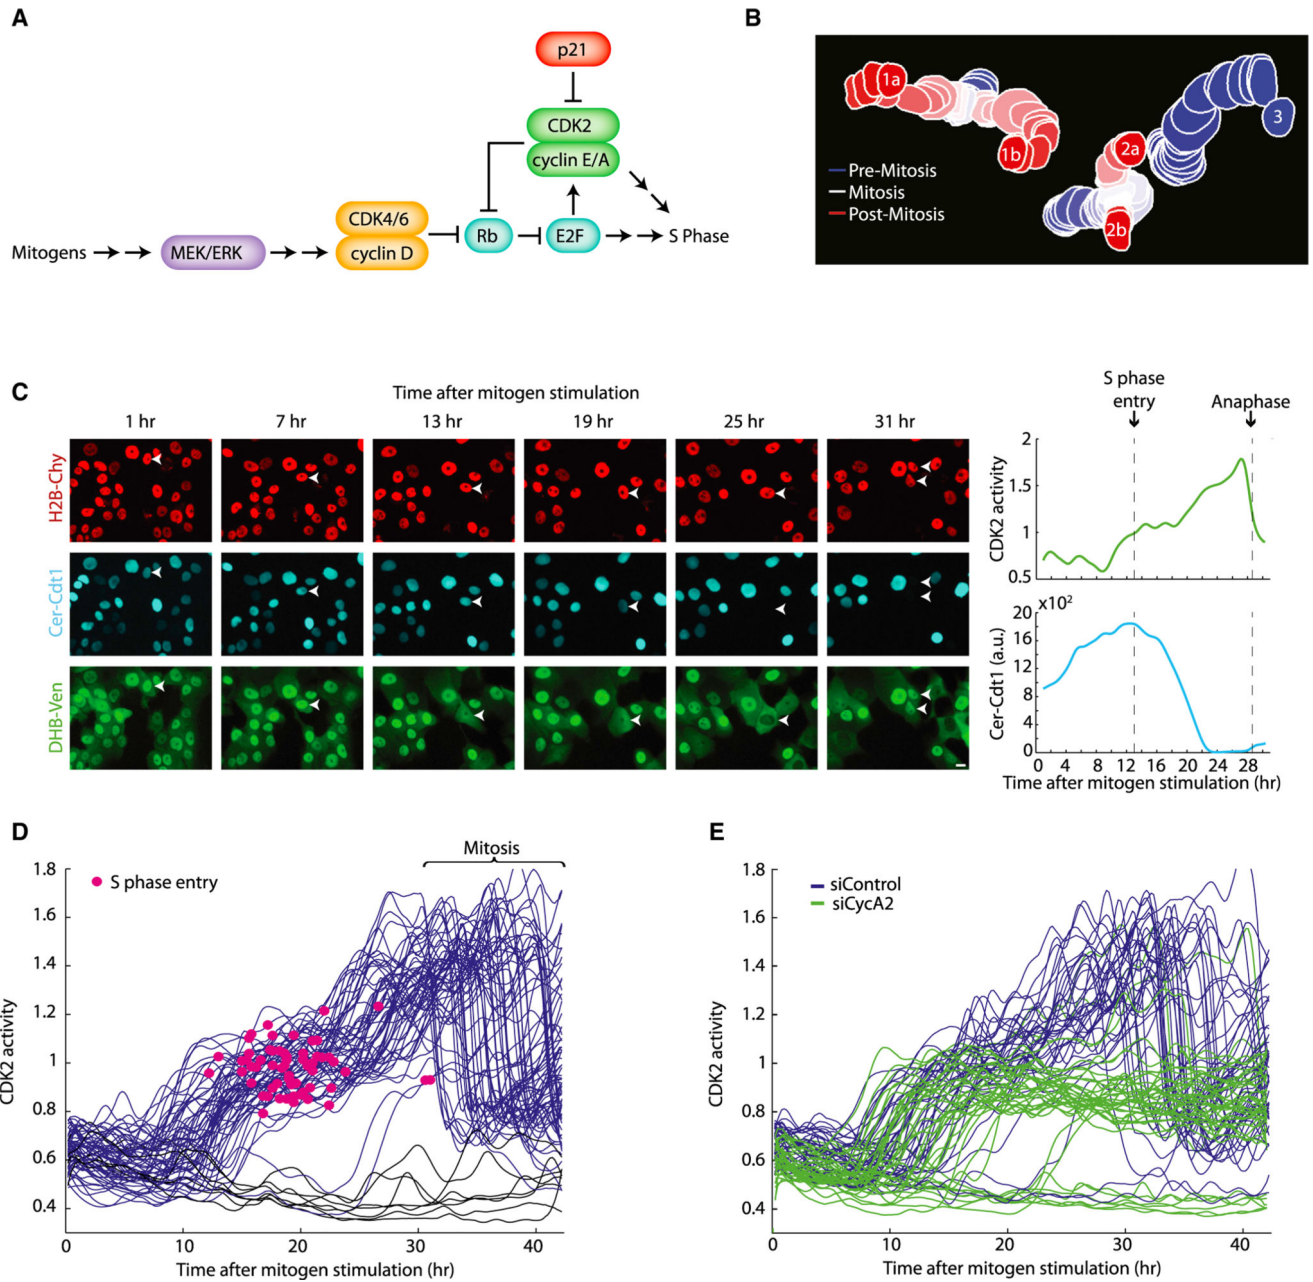 A
p21
CDK2
cyclin E/A
CDK4/6
cyclin D
Mitogens
MEK/ERK
Rb
E2F
S Phase
B
1a
1b
2a
2b
3
Pre-Mitosis
Mitosis
Post-Mitosis
C
Time after mitogen stimulation
1 hr 7 hr 13 hr 19 hr 25 hr 31 hr
H2B-Chy
Cer-Cdt1
DHB-Ven
S phase
entry
Anaphase
CDK2 activity
2
1.5
1
0.5
x10²
Cer-Cdt1 (a.u.)
20
16
12
8
4
0
0 4 8 12 16 20 24 28
Time after mitogen stimulation (hr)
D
Mitosis
S phase entry
CDK2 activity
1.8
1.6
1.4
1.2
1
0.8
0.6
0.4
0 10 20 30 40
Time after mitogen stimulation (hr)
E
siControl
siCycA2
CDK2 activity
1.8
1.6
1.4
1.2
1
0.8
0.6
0.4
0 10 20 30 40
Time after mitogen stimulation (hr)